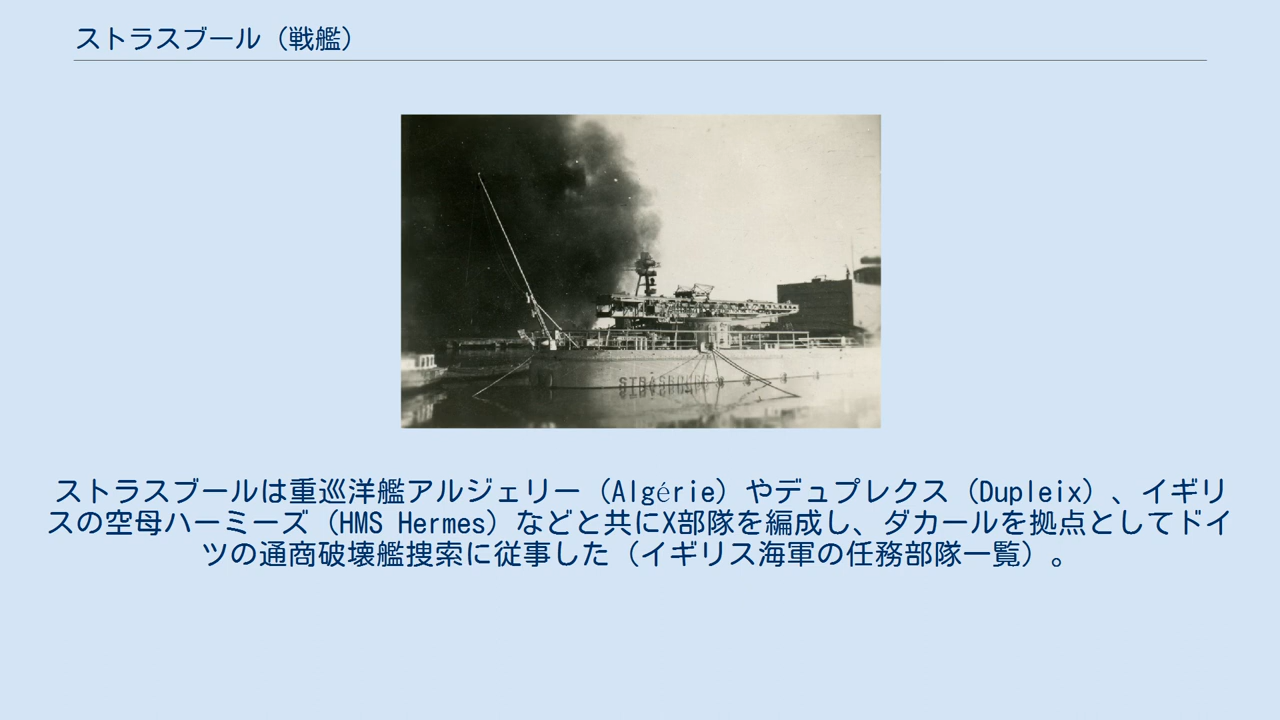 ストラスブール（戦艦）
STRASBOURG
ストラスブールは重巡洋艦アルジェリー（Algérie）やデュプレクス（Dupleix）、イギリ
スの空母ハーミーズ（HMS Hermes）などと共にX部隊を編成し、ダカールを拠点としてドイ
ツの通商破壊艦捜索に従事した（イギリス海軍の任務部隊一覧）。